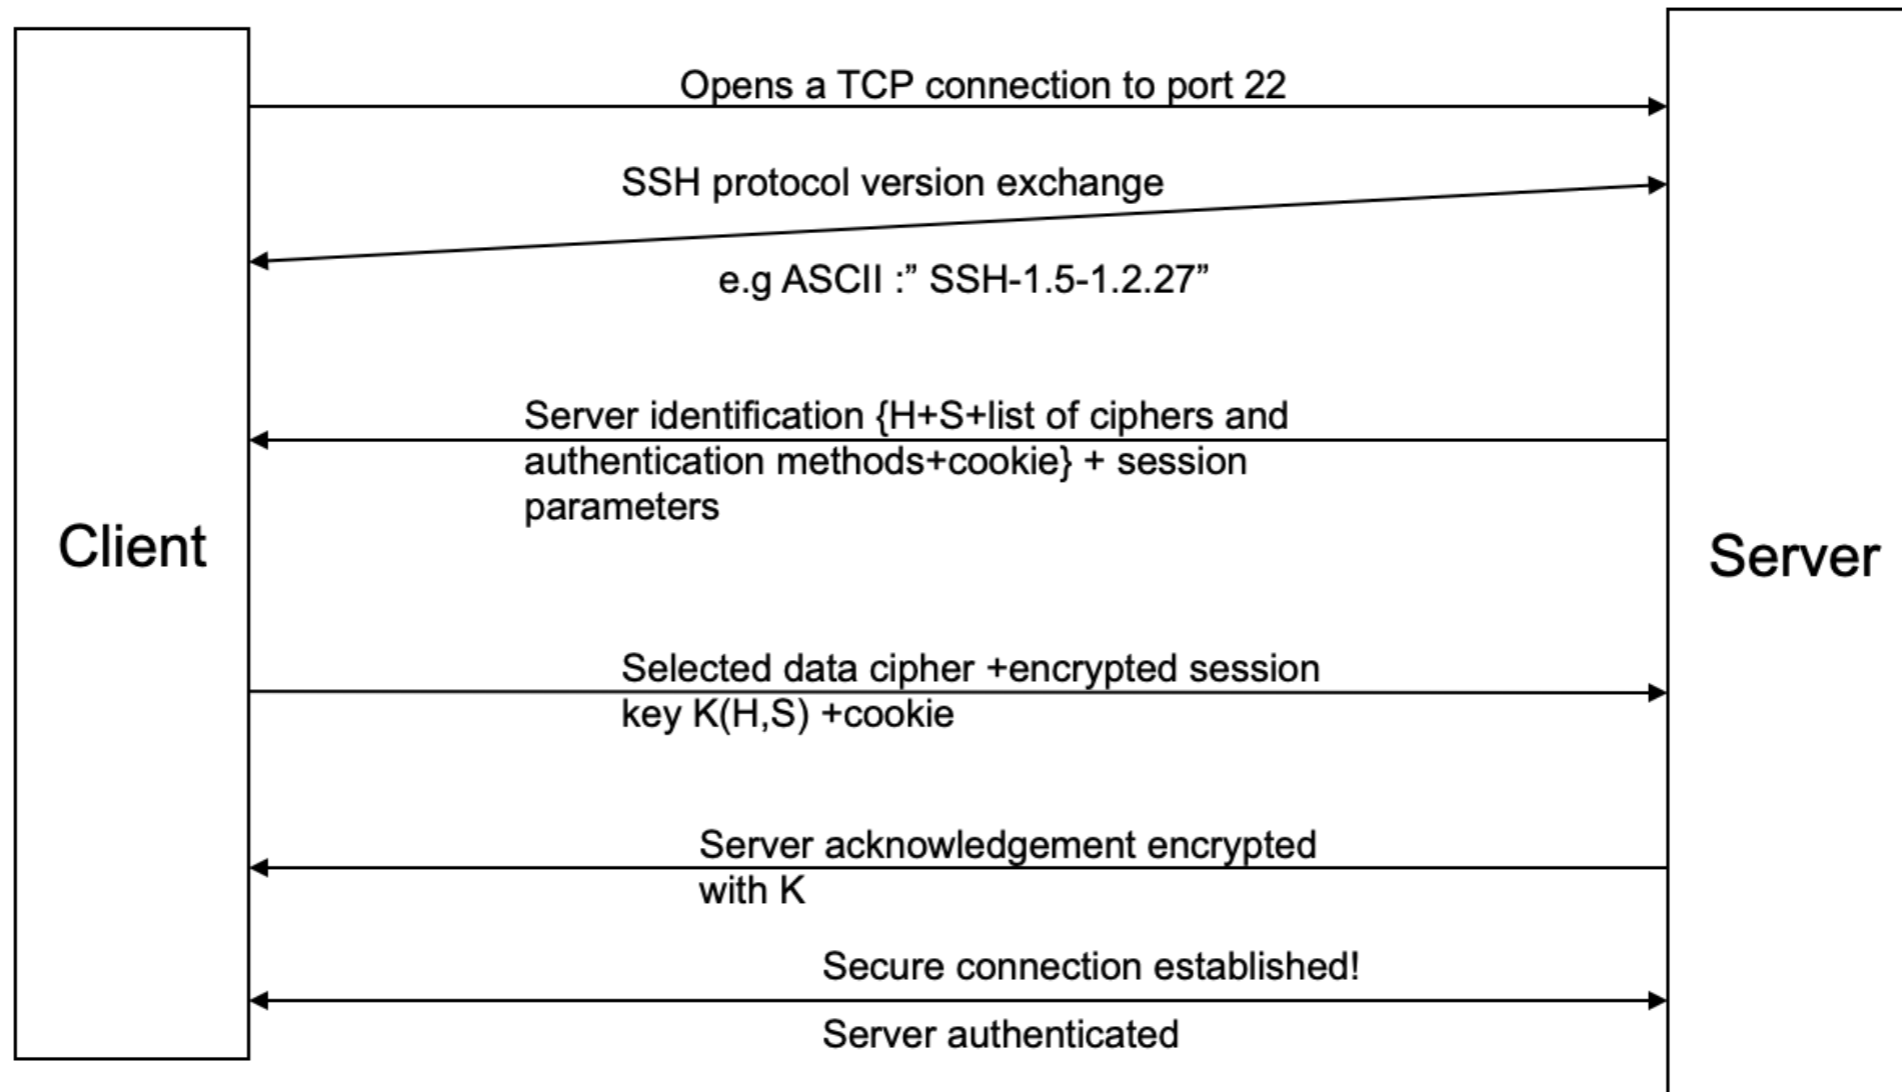 Opens a TCP connection to port 22
SSH protocol version exchange
e.g ASCII :” SSH-1.5-1.2.27”
Server identification {H+S+list of ciphers and
authentication methods+cookie} + session
parameters
Client
Server
Selected data cipher +encrypted session
key K(H,S) +cookie
Server acknowledgement encrypted
with K
Secure connection established!
Server authenticated